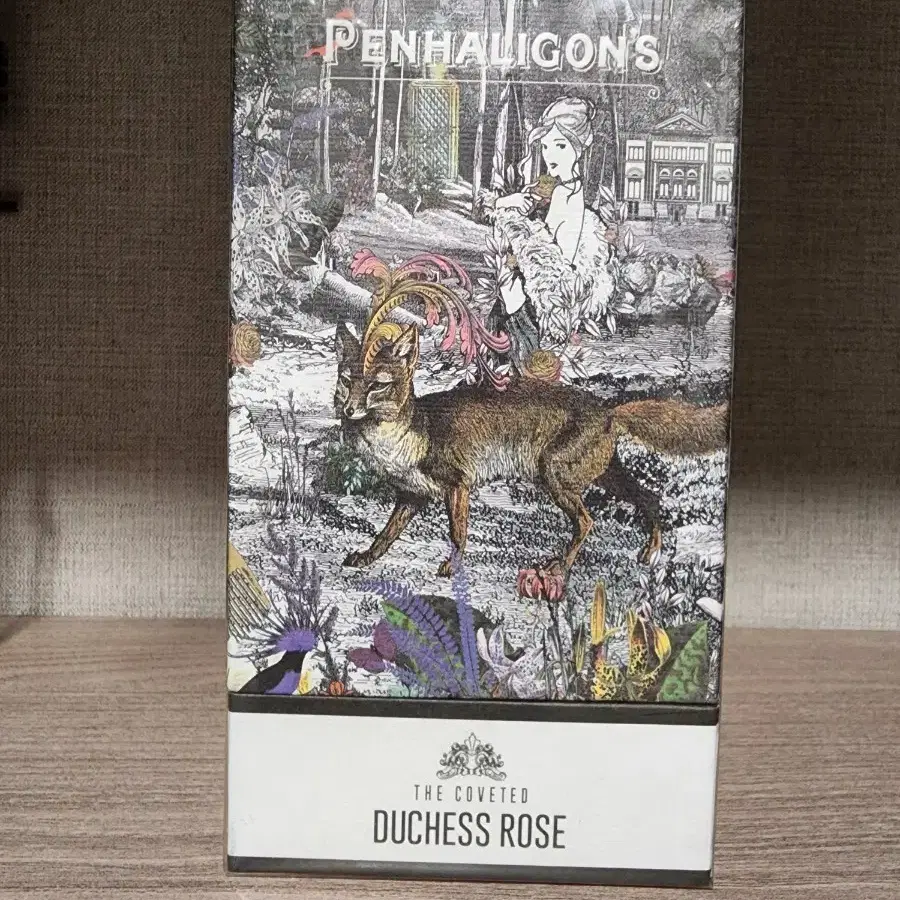 PENHALIGON'S
THE COVETED
DUCHESS ROSE